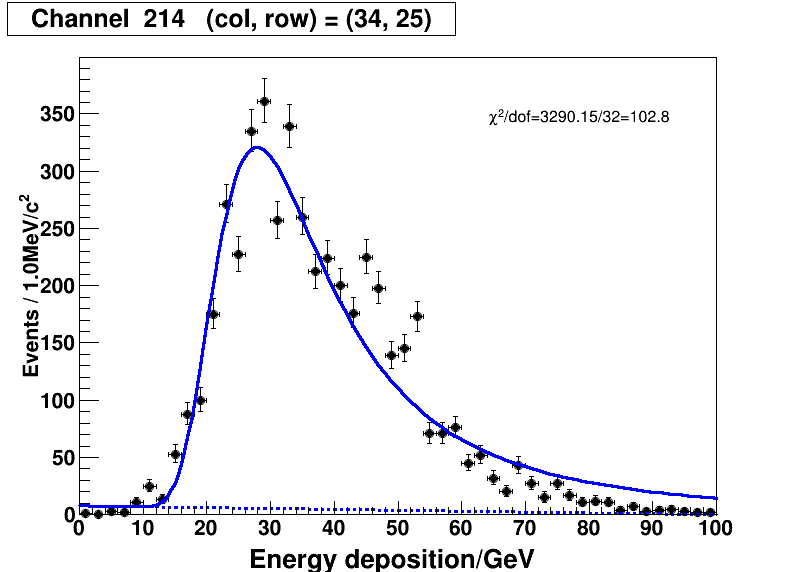 Channel 214 (col, row) = (34, 25)
χ²/dof=3290.15/32=102.8
Events / 1.0MeV/c²
350
300
250
200
150
100
50
0
0 10 20 30 40 50 60 70 80 90 100
Energy deposition/GeV